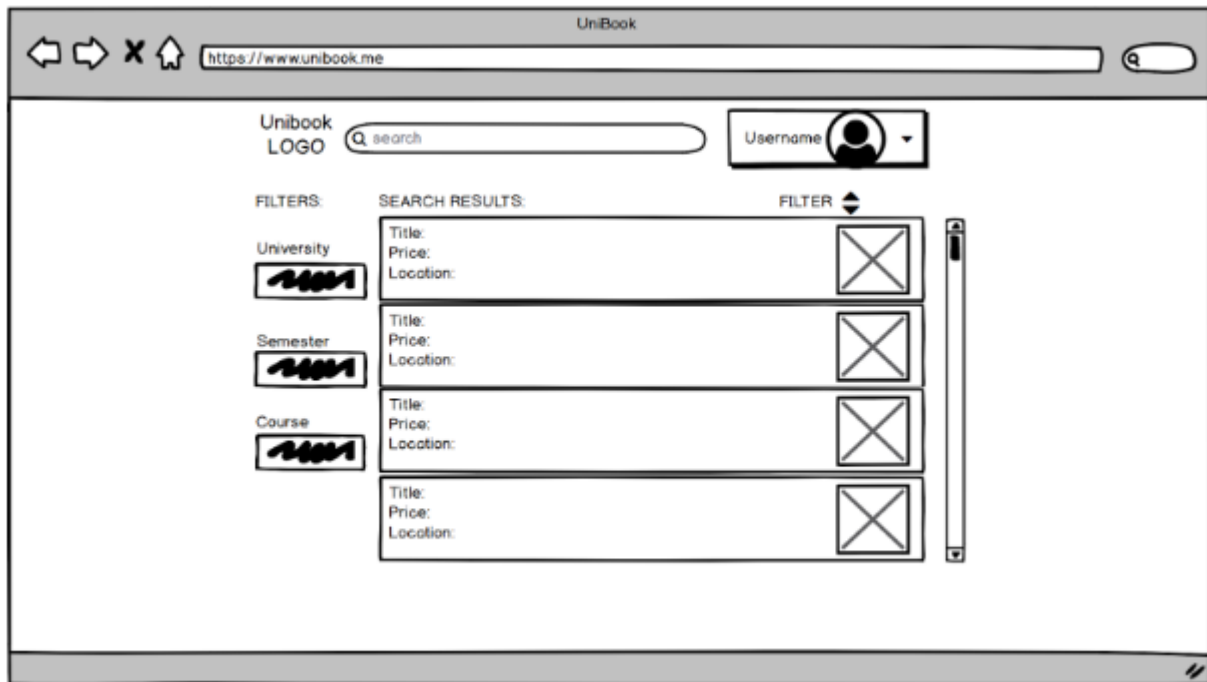 UniBook
https://www.unibook.me
Unibook
LOGO
search
Username
FILTERS:
SEARCH RESULTS:
FILTER
University
Semester
Course
Title:
Price:
Location:
Title:
Price:
Location:
Title:
Price:
Location:
Title:
Price:
Location: